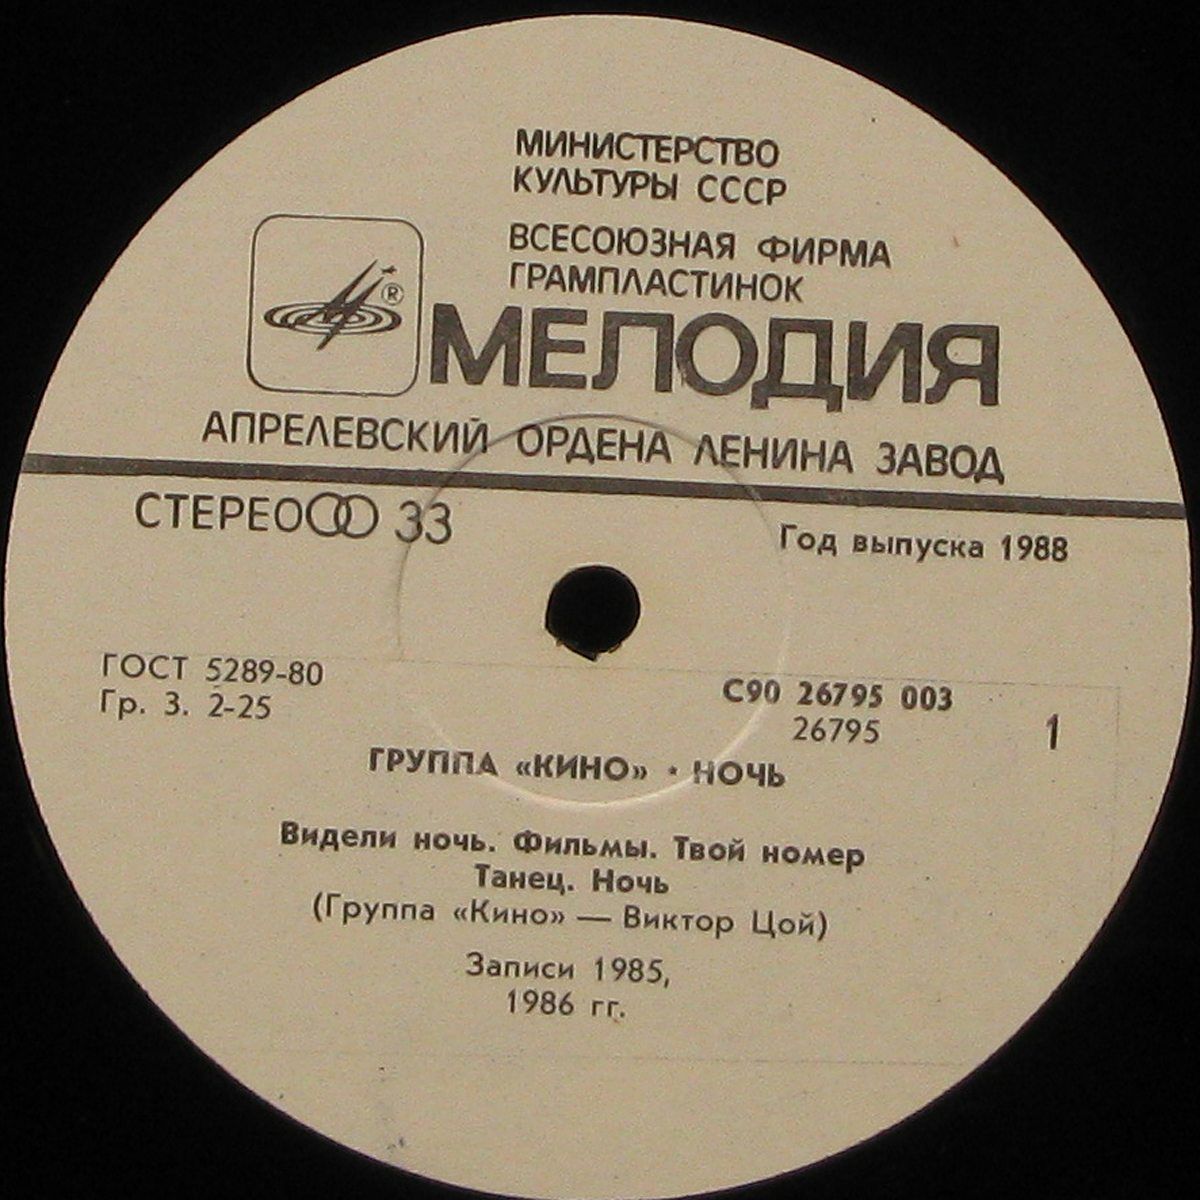 МИНИСТЕРСТВО
КУЛЬТУРЫ СССР
ВСЕСОЮЗНАЯ ФИРМА
ГРАМПЛАСТИНОК
®
МЕЛОДИЯ
АПРЕЛЕВСКИЙ ОРДЕНА ЛЕНИНА ЗАВОД
СТЕРЕО 33
Год выпуска 1988
ГОСТ 5289-80
Гр. 3. 2-25
С90 26795 003
26795
1
ГРУППА «КИНО» • НОЧЬ
Видели ночь. Фильмы. Твой номер
Танец. Ночь
(Группа «Кино» — Виктор Цой)
Записи 1985,
1986 гг.